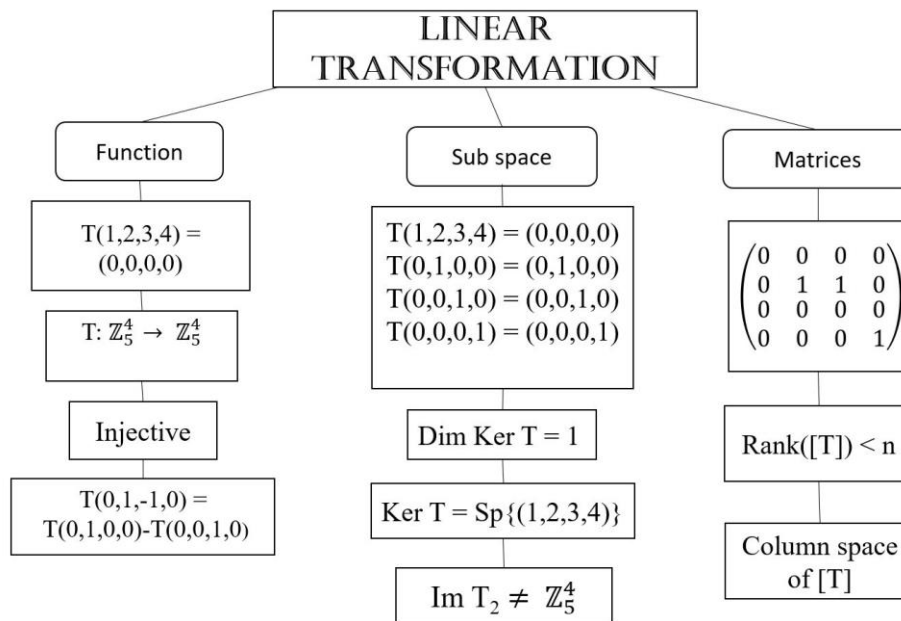 LINEAR
TRANSFORMATION
Function
T(1,2,3,4) =
(0,0,0,0)
T: ℤ₅⁴ → ℤ₅⁴
Injective
T(0,1,-1,0) =
T(0,1,0,0)-T(0,0,1,0)
Sub space
T(1,2,3,4) = (0,0,0,0)
T(0,1,0,0) = (0,1,0,0)
T(0,0,1,0) = (0,0,1,0)
T(0,0,0,1) = (0,0,0,1)
Dim Ker T = 1
Ker T = Sp{(1,2,3,4)}
Im T₂ ≠ ℤ₅⁴
Matrices
0 0 0 0
0 1 1 0
0 0 0 0
0 0 0 1
Rank([T]) < n
Column space
of [T]